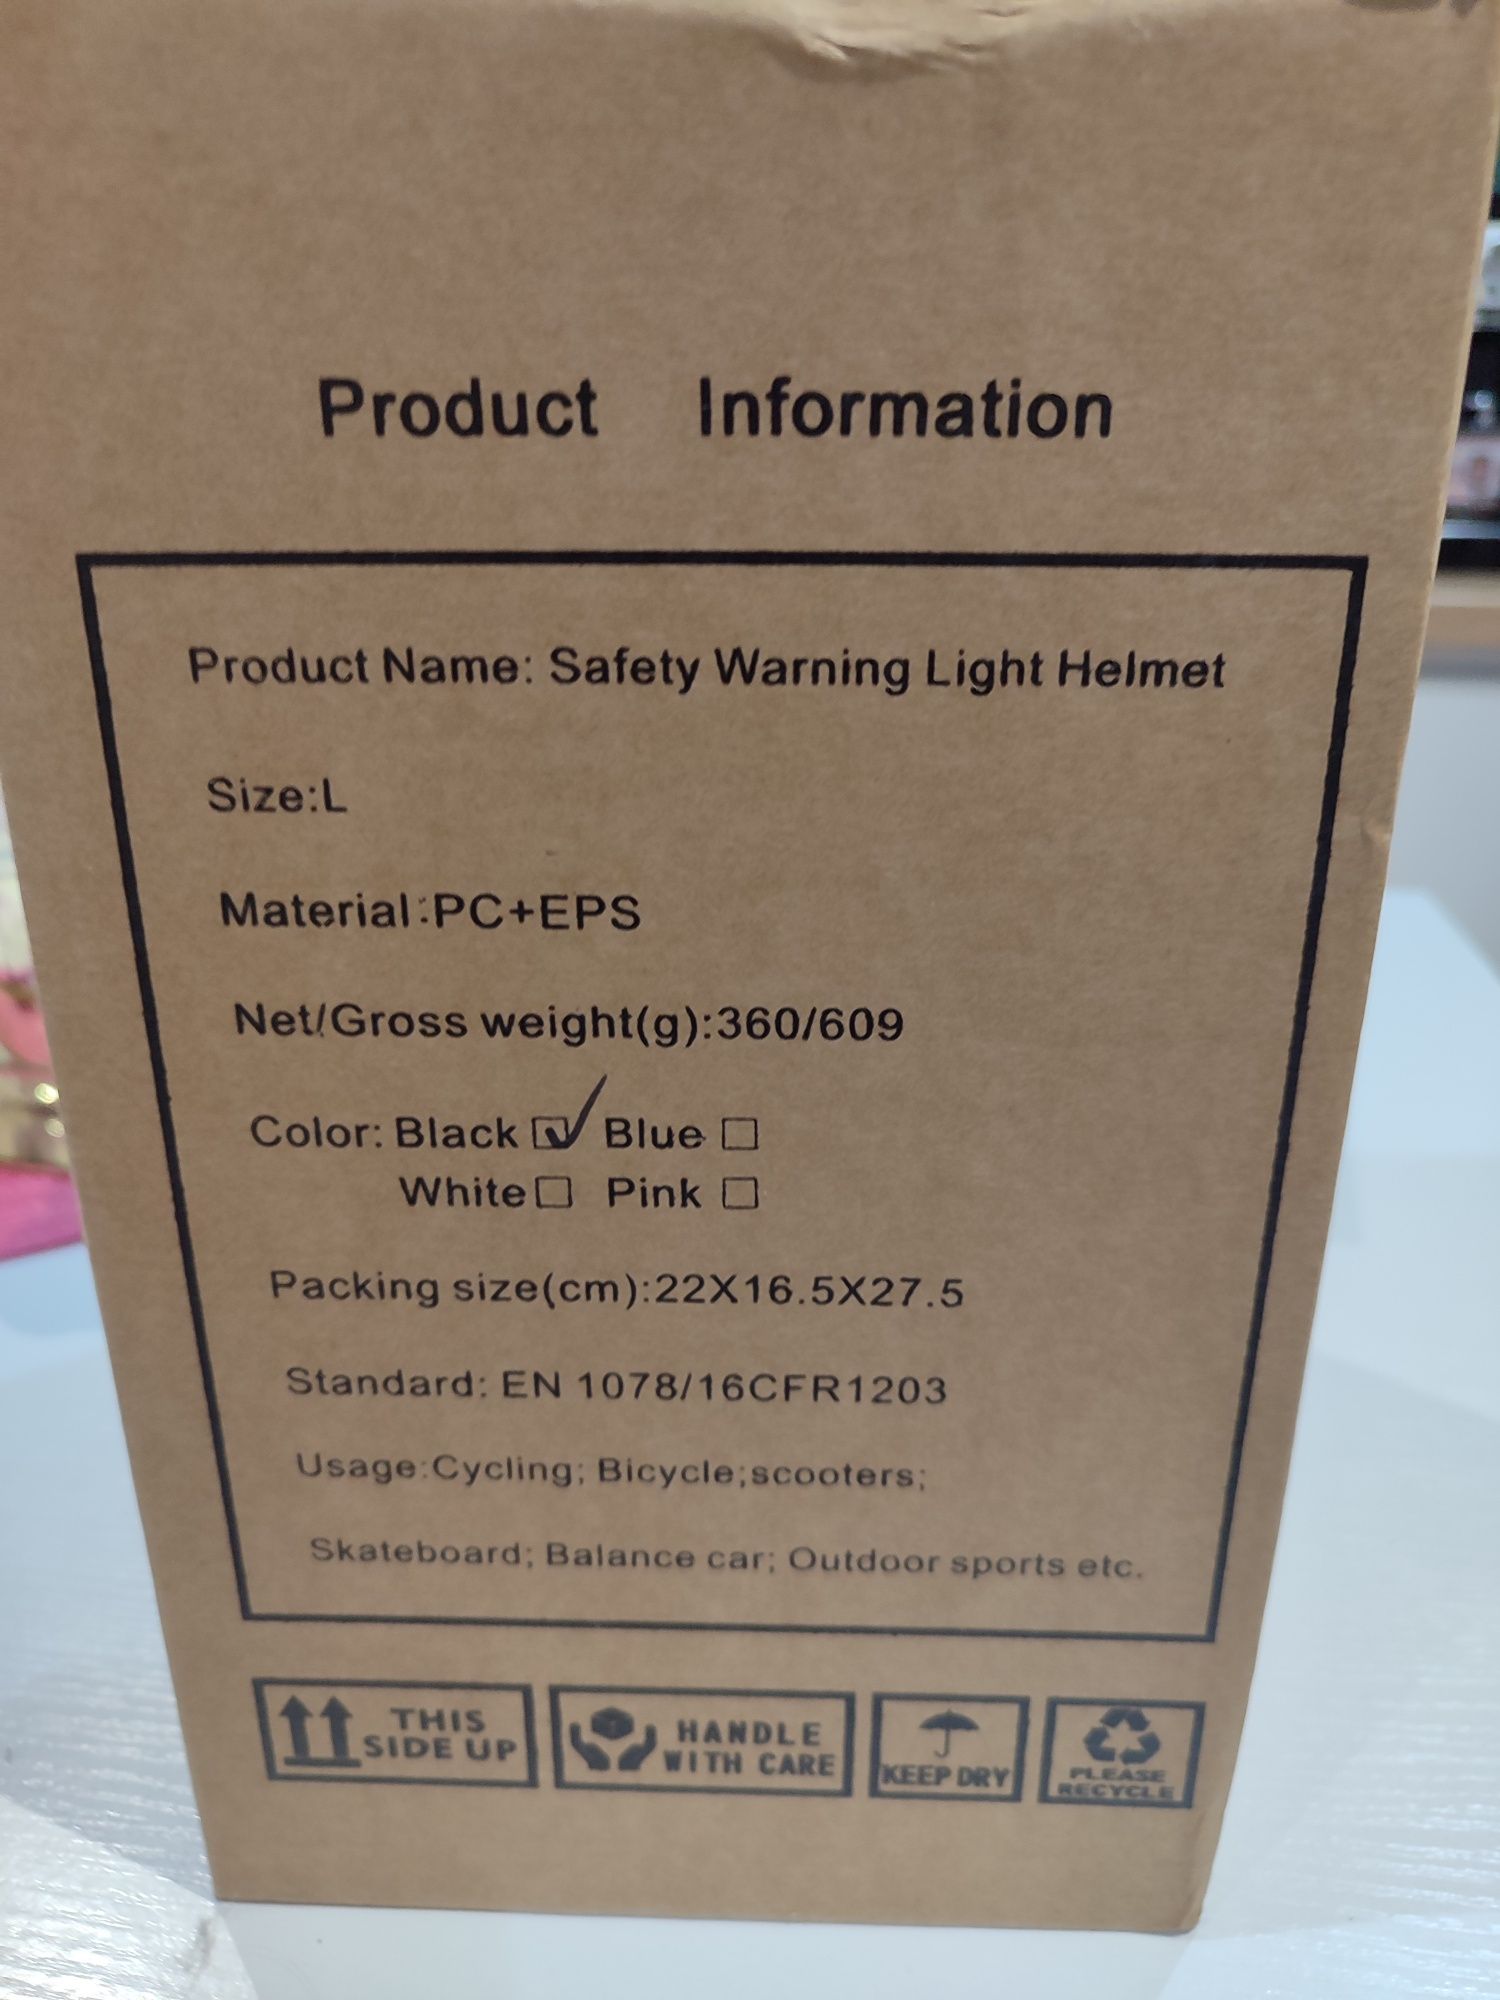 Product Information
Product Name: Safety Warning Light Helmet
Size:L
Material:PC+EPS
Net/Gross weight(g):360/609
Color: Black ☑ Blue ☐
White ☐ Pink ☐
Packing size(cm):22X16.5X27.5
Standard: EN 1078/16CFR1203
Usage:Cycling; Bicycle;scooters;
Skateboard; Balance car; Outdoor sports etc.
THIS
SIDE UP
HANDLE
WITH CARE
KEEP DRY
PLEASE
RECYCLE